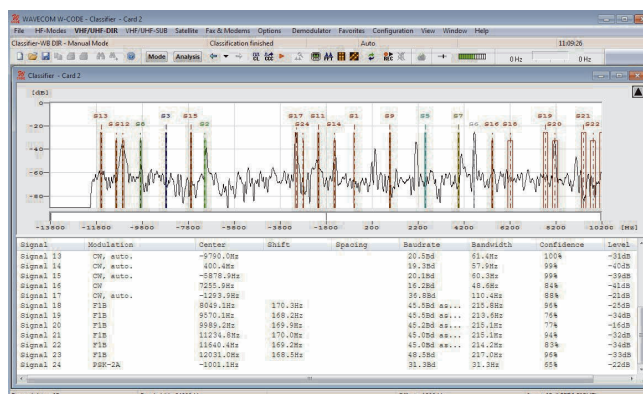 WAVECOM W-CODE - Classifier - Card 2
File HF-Modes VHF/UHF-DIR VHF/UHF-SUB Satellite Fax & Modems Options Demodulator Favorites Configuration View Window Help
Classifier-WB DIR - Manual Mode Classification finished Auto 11:09:26
Mode Analysis 0 Hz 0 Hz
Classifier - Card 2
[dB]
0
S13 S12 S6 S3 S15 S2 S17 S11 S1 S9 S5 S7 S16 S18 S19 S21
S24 S14 S20 S22
-20
-40
-60
-80
-13800 -11800 -9800 -7800 -5800 -3800 -1800 200 2200 4200 6200 8200 10200 [Hz]
Signal Modulation Center Shift Spacing Baudrate Bandwidth Confidence Level
Signal 13 CW, auto. -9790.0Hz 20.5Bd 61.4Hz 100% -31dB
Signal 14 CW, auto. 400.4Hz 19.3Bd 57.9Hz 99% -40dB
Signal 15 CW, auto. -5878.9Hz 20.1Bd 60.3Hz 99% -39dB
Signal 16 CW 7255.9Hz 16.2Bd 48.6Hz 84% -41dB
Signal 17 CW, auto. -1293.9Hz 36.8Bd 110.4Hz 88% -21dB
Signal 18 F1B 8049.1Hz 170.3Hz 45.5Bd as... 215.8Hz 96% -25dB
Signal 19 F1B 9570.1Hz 168.2Hz 45.5Bd as... 213.6Hz 76% -34dB
Signal 20 F1B 9989.2Hz 169.9Hz 45.2Bd as... 215.1Hz 77% -16dB
Signal 21 F1B 11234.8Hz 170.0Hz 45.0Bd as... 215.1Hz 94% -32dB
Signal 22 F1B 11640.4Hz 169.2Hz 45.0Bd as... 214.2Hz 83% -34dB
Signal 23 F1B 12031.0Hz 168.5Hz 48.5Bd 217.0Hz 96% -33dB
Signal 24 PSK-2A -1001.1Hz 31.3Bd 31.3Hz 65% -22dB